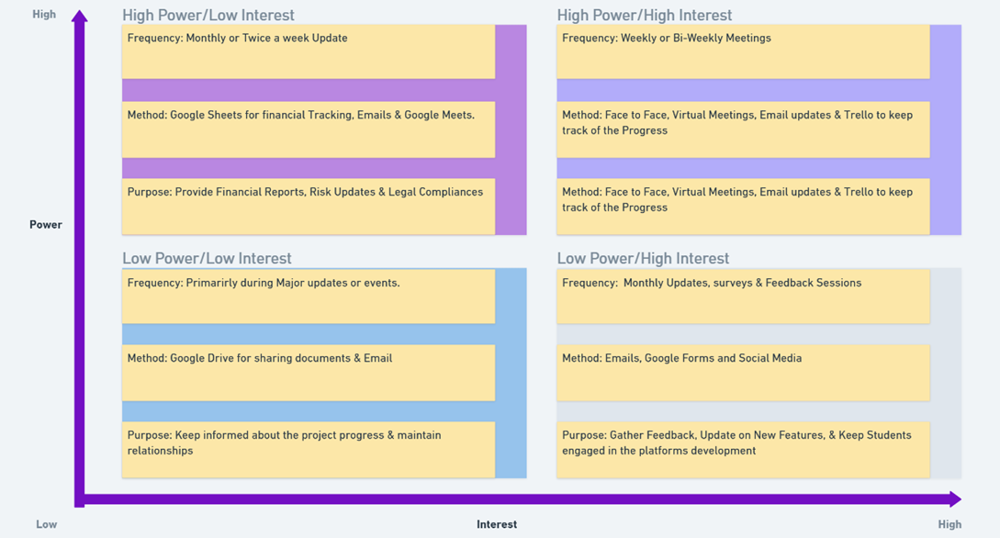 High
High Power/Low Interest
Frequency: Monthly or Twice a week Update
Method: Google Sheets for financial Tracking, Emails & Google Meets.
Purpose: Provide Financial Reports, Risk Updates & Legal Compliances
High Power/High Interest
Frequency: Weekly or Bi-Weekly Meetings
Method: Face to Face, Virtual Meetings, Email updates & Trello to keep
track of the Progress
Method: Face to Face, Virtual Meetings, Email updates & Trello to keep
track of the Progress
Power
Low Power/Low Interest
Frequency: Primarirly during Major updates or events.
Method: Google Drive for sharing documents & Email
Purpose: Keep informed about the project progress & maintain
relationships
Low Power/High Interest
Frequency:  Monthly Updates, surveys & Feedback Sessions
Method: Emails, Google Forms and Social Media
Purpose: Gather Feedback, Update on New Features, & Keep Students
engaged in the platforms development
Low
Interest
High